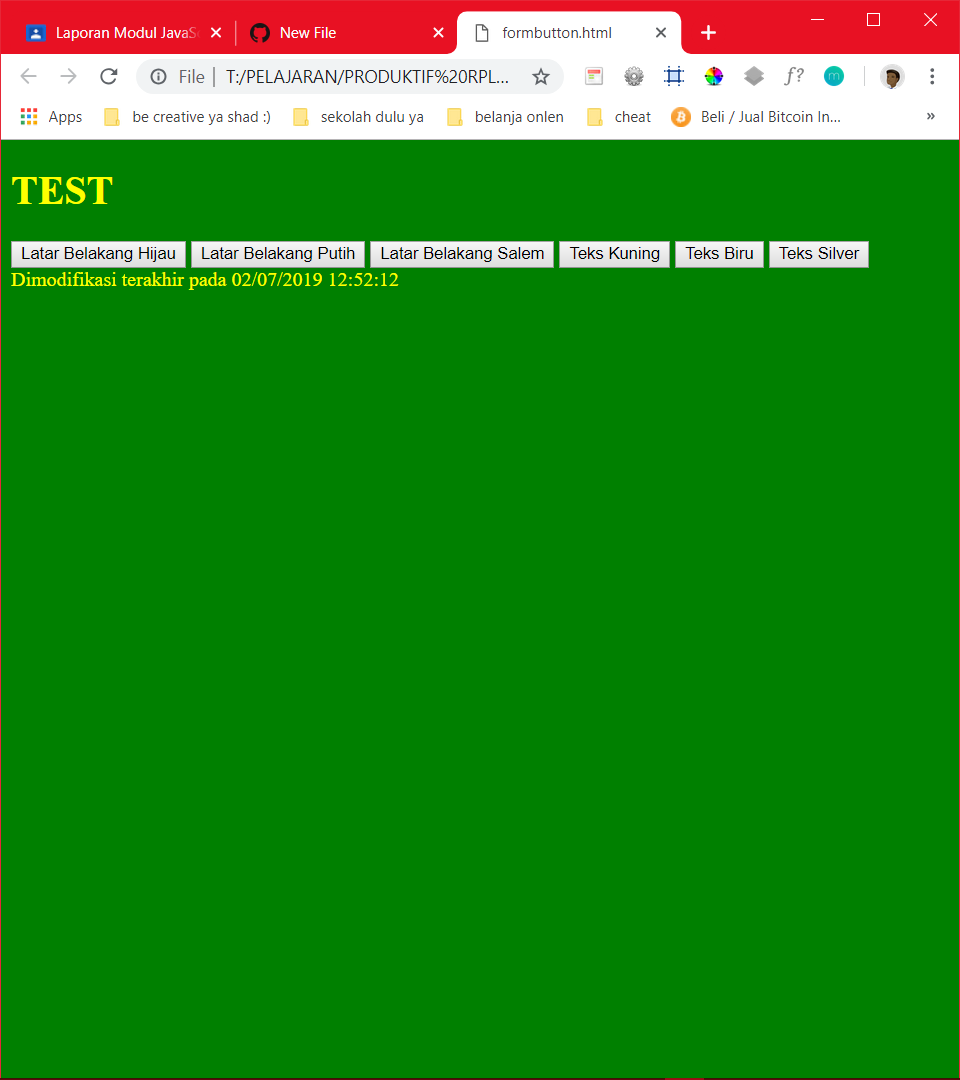 Laporan Modul JavaSc
New File
formbutton.html
File | T:/PELAJARAN/PRODUKTIF%20RPL...
f?
m
Apps
be creative ya shad :)
sekolah dulu ya
belanja onlen
cheat
Beli / Jual Bitcoin In...
»
TEST
Latar Belakang Hijau Latar Belakang Putih Latar Belakang Salem Teks Kuning Teks Biru Teks Silver
Dimodifikasi terakhir pada 02/07/2019 12:52:12